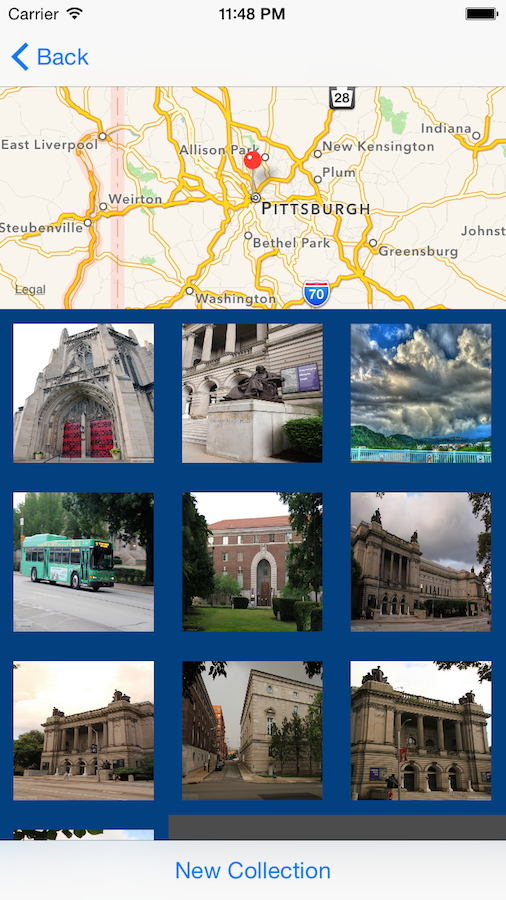 Carrier 11:48 PM
Back
28
Indiana
East Liverpool
Allison Park
New Kensington
Plum
Weirton
PITTSBURGH
Steubenville
Johnst
Bethel Park
Greensburg
Legal
Washington
70
New Collection